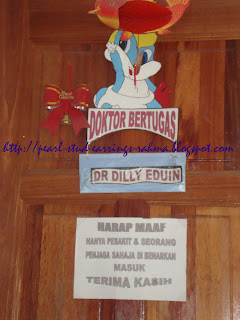 DOKTOR BERTUGAS
http://pearl-stud-earrings-rahma.blogspot.com
DR DILLY EDUIN
HARAP MAAF
HANYA PESAKIT & SEORANG
PENJAGA SAHAJA DI BENARKAN
MASUK
TERIMA KASIH